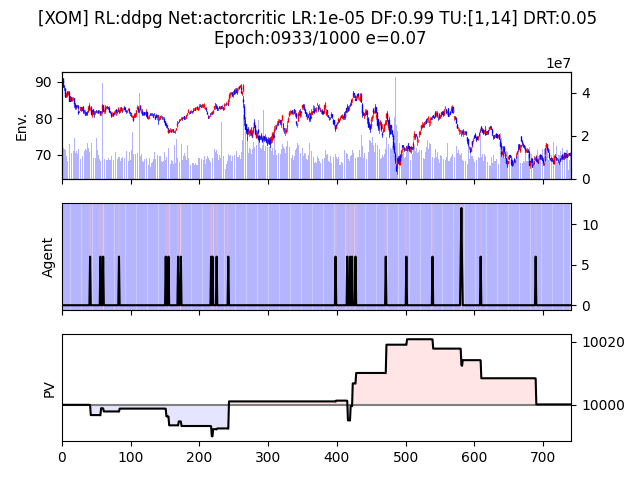 [XOM] RL:ddpg Net:actorcritic LR:1e-05 DF:0.99 TU:[1,14] DRT:0.05
Epoch:0933/1000 e=0.07
1e7
90
80
70
Env.
4
2
0
Agent
10
5
0
PV
10020
10000
0 100 200 300 400 500 600 700